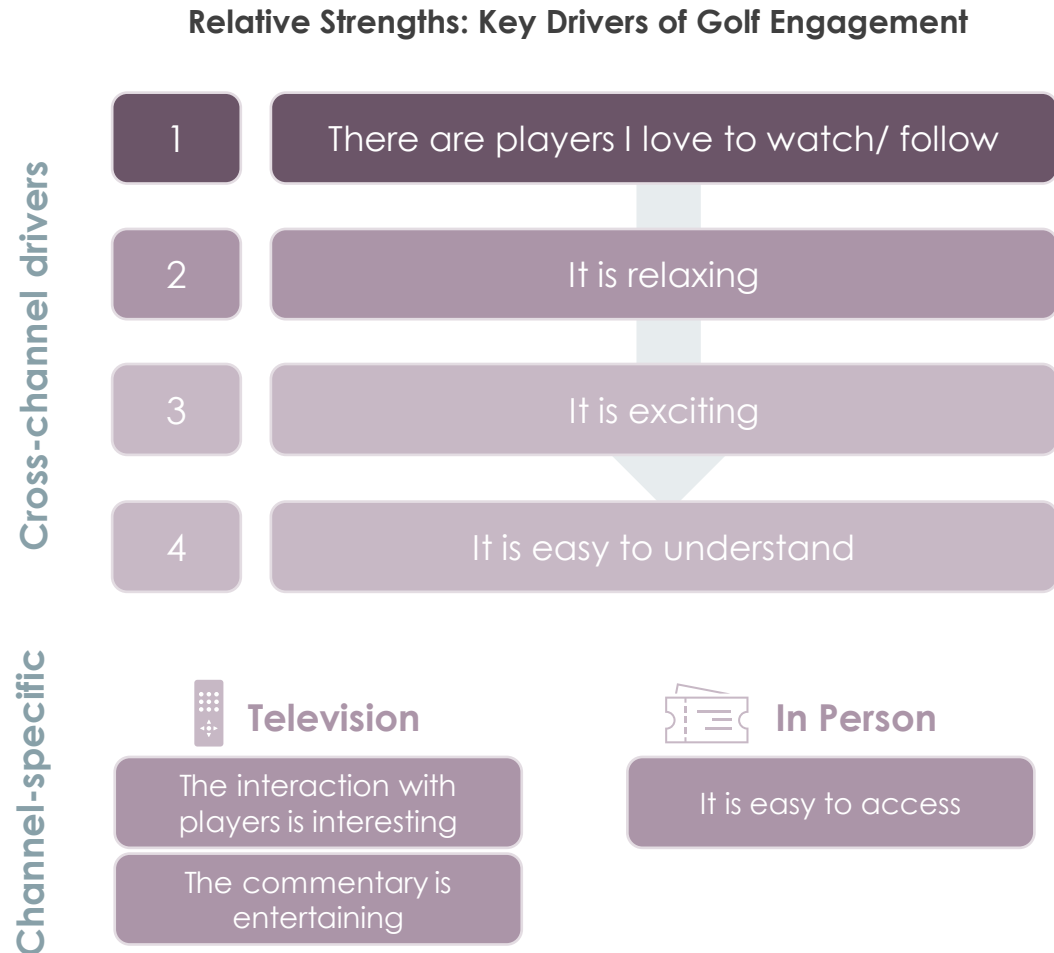 Relative Strengths: Key Drivers of Golf Engagement
Cross-channel drivers
1
There are players I love to watch/ follow
2
It is relaxing
3
It is exciting
4
It is easy to understand
Channel-specific
Television
The interaction with
players is interesting
The commentary is
entertaining
In Person
It is easy to access